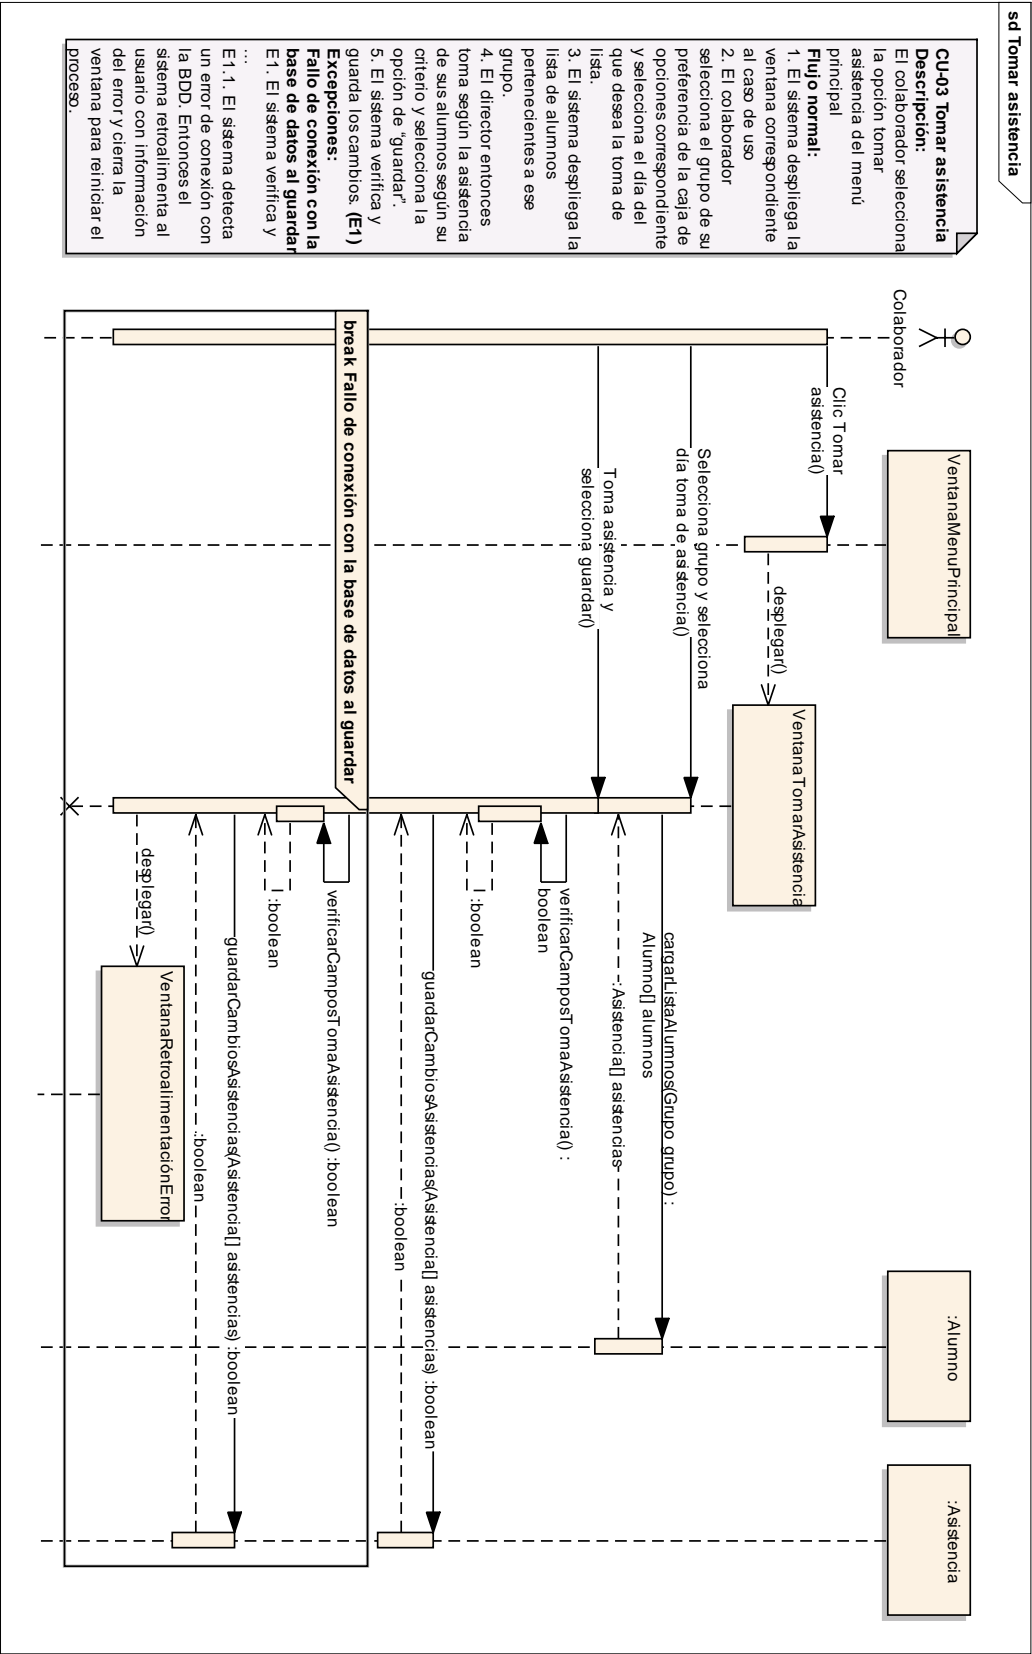 sd Tomar asistencia
CU-03 Tomar asistencia
Descripción:
El colaborador selecciona
la opción tomar
asistencia del menú
principal
Flujo normal:
1. El sistema despliega la
ventana correspondiente
al caso de uso
2. El colaborador
selecciona el grupo de su
preferencia de la caja de
opciones correspondiente
y selecciona el día del
que desea la toma de
lista.
3. El sistema despliega la
lista de alumnos
pertenecientes a ese
grupo.
4. El director entonces
toma según la asistencia
de sus alumnos según su
criterio y selecciona la
opción de "guardar".
5. El sistema verifica y
guarda los cambios. (E1)
Excepciones:
Fallo de conexión con la
base de datos al guardar
E1. El sistema verifica y
...
E1.1. El sistema detecta
un error de conexión con
la BDD. Entonces el
sistema retroalimenta al
usuario con información
del error y cierra la
ventana para reiniciar el
proceso.
Colaborador
VentanaMenuPrincipal
:Alumno
:Asistencia
Clic Tomar
asistencia()
desplegar()
VentanaTomarAsistencia
Selecciona grupo y selecciona
día toma de asistencia()
cargarListaAlumnos(Grupo grupo) :
Alumno[] alumnos
:Asistencia[] asistencias
Toma asistencia y
selecciona guardar()
verificarCamposTomaAsistencia() :
boolean
:boolean
guardarCambiosAsistencias(Asistencia[] asistencias) :boolean
:boolean
break Fallo de conexión con la base de datos al guardar
verificarCamposTomaAsistencia() :boolean
:boolean
guardarCambiosAsistencias(Asistencia[] asistencias) :boolean
:boolean
desplegar()
VentanaRetroalimentaciónError